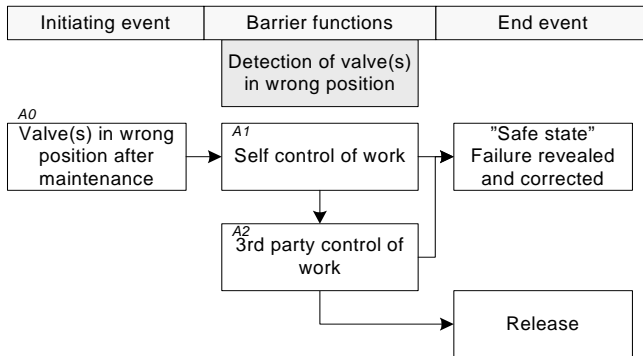 Initiating event
Barrier functions
End event
Detection of valve(s)
in wrong position
A0
Valve(s) in wrong
position after
maintenance
A1
Self control of work
"Safe state"
Failure revealed
and corrected
A2
3rd party control of
work
Release